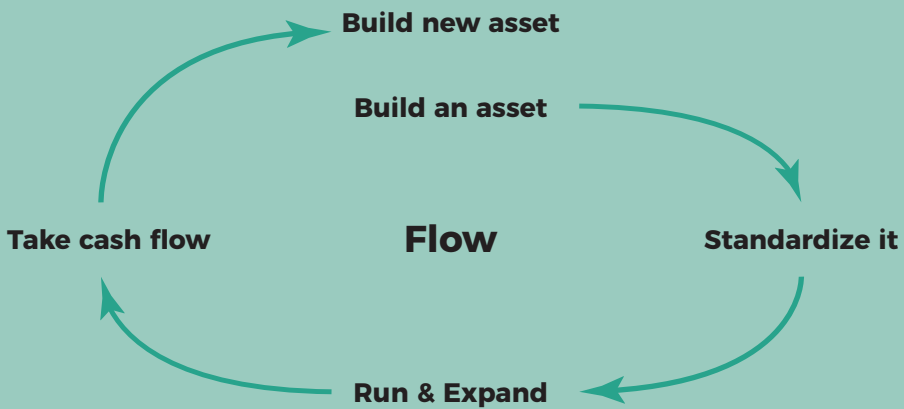 Build new asset
Build an asset
Take cash flow
Flow
Standardize it
Run & Expand